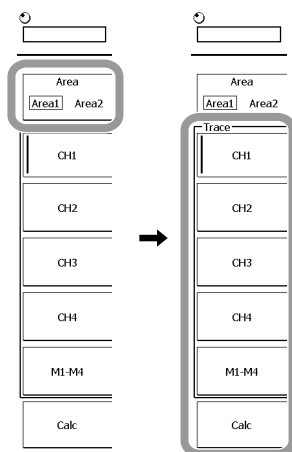 Area
Area1 Area2
CH1
CH2
CH3
CH4
M1-M4
Calc
Area
Area1 Area2
Trace
CH1
CH2
CH3
CH4
M1-M4
Calc